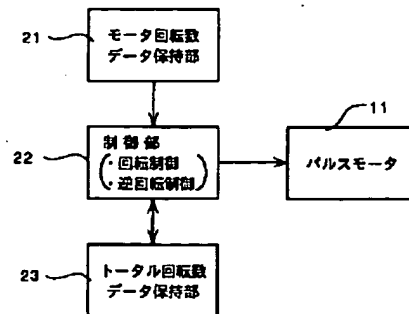 21
モータ回転数
データ保持部
11
22
制御部
・回転制御
・逆回転制御
パルスモータ
23
トータル回転数
データ保持部